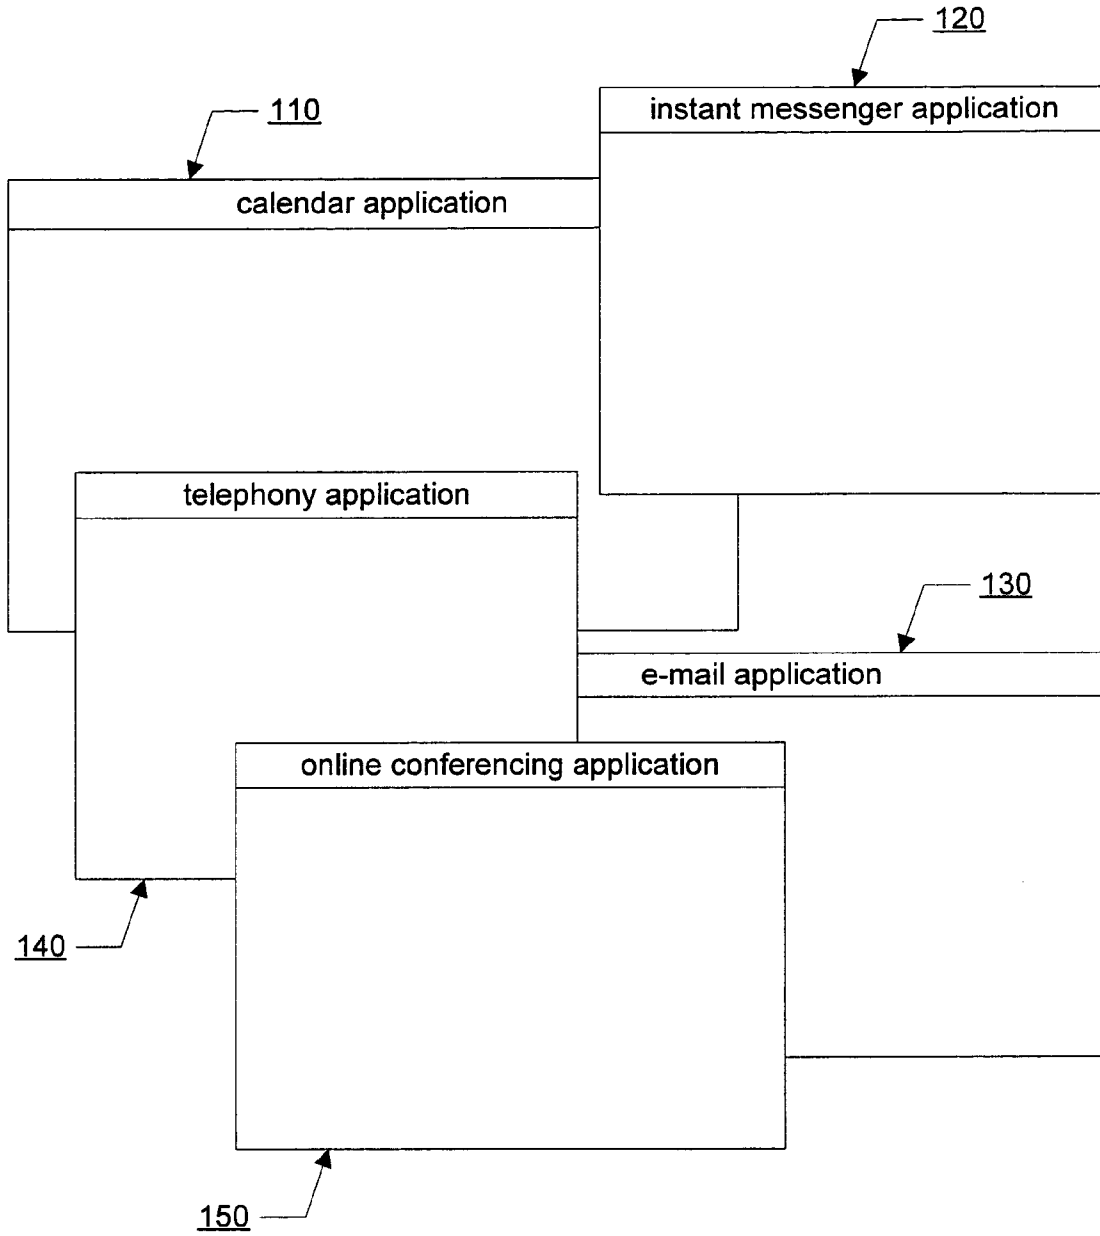 120
110
instant messenger application
calendar application
telephony application
130
e-mail application
online conferencing application
140
150